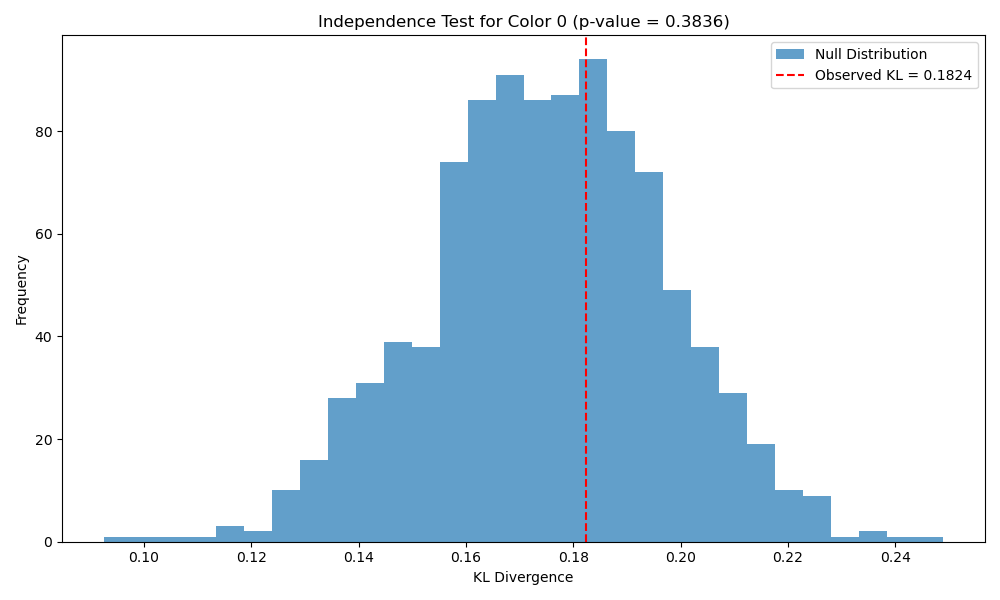 Independence Test for Color 0 (p-value = 0.3836)
Null Distribution
Observed KL = 0.1824
Frequency
80
60
40
20
0
0.10 0.12 0.14 0.16 0.18 0.20 0.22 0.24
KL Divergence